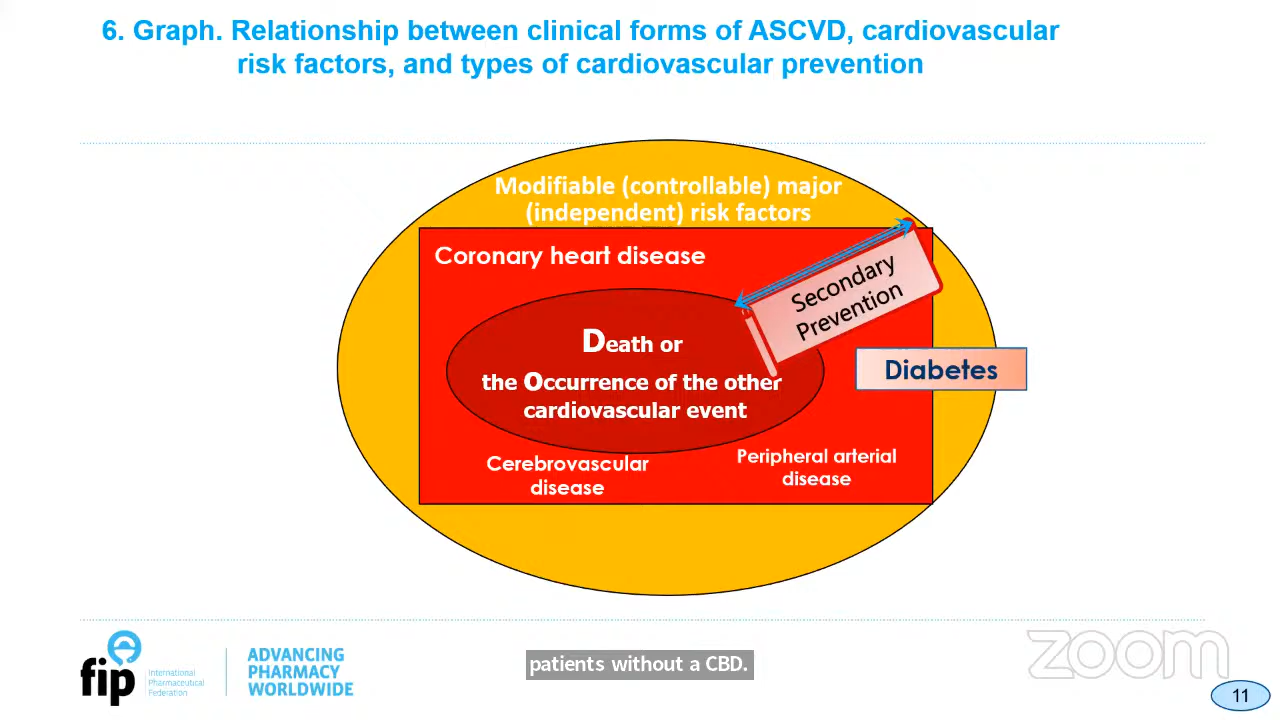 6. Graph. Relationship between clinical forms of ASCVD, cardiovascular
risk factors, and types of cardiovascular prevention
Modifiable (controllable) major
(independent) risk factors
Coronary heart disease
Secondary
Prevention
Death or
the Occurrence of the other
cardiovascular event
Diabetes
Cerebrovascular
disease
Peripheral arterial
disease
fip
International
Pharmaceutical
Federation
ADVANCING
PHARMACY
WORLDWIDE
patients without a CBD.
zoom
11